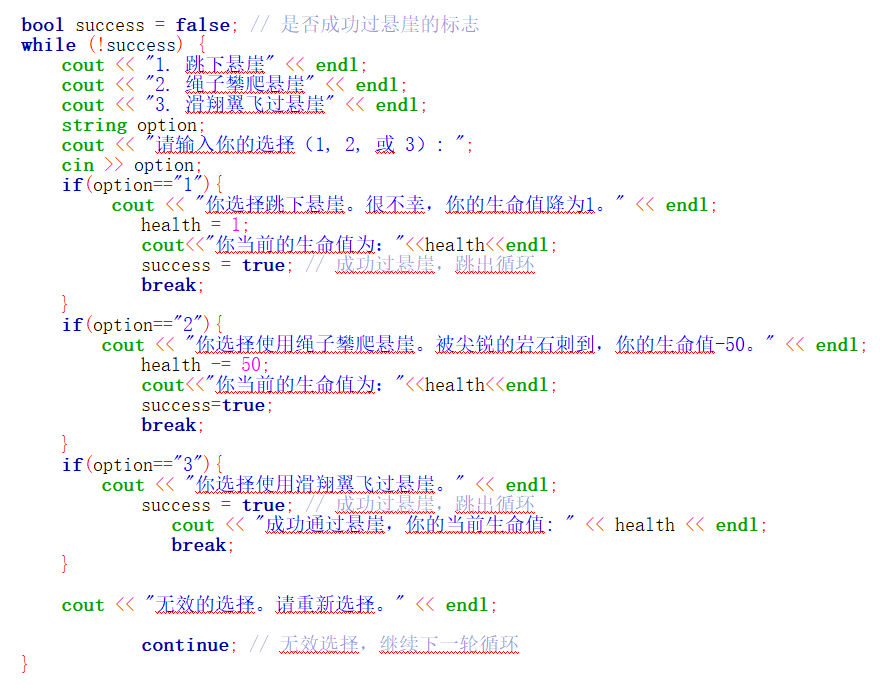 bool success = false; // 是否成功过悬崖的标志
while (!success) {
cout << "1. 跳下悬崖" << endl;
cout << "2. 绳子攀爬悬崖" << endl;
cout << "3. 滑翔翼飞过悬崖" << endl;
string option;
cout << "请输入你的选择（1, 2, 或 3）: ";
cin >> option;
if(option=="1"){
cout << "你选择跳下悬崖。很不幸，你的生命值降为1。" << endl;
health = 1;
cout<<"你当前的生命值为："<<health<<endl;
success = true; // 成功过悬崖，跳出循环
break;
}
if(option=="2"){
cout << "你选择使用绳子攀爬悬崖。被尖锐的岩石刺到，你的生命值-50。" << endl;
health -= 50;
cout<<"你当前的生命值为："<<health<<endl;
success=true;
break;
}
if(option=="3"){
cout << "你选择使用滑翔翼飞过悬崖。" << endl;
success = true; // 成功过悬崖，跳出循环
cout << "成功通过悬崖，你的当前生命值: " << health << endl;
break;
}
cout << "无效的选择。请重新选择。" << endl;
continue; // 无效选择，继续下一轮循环
}